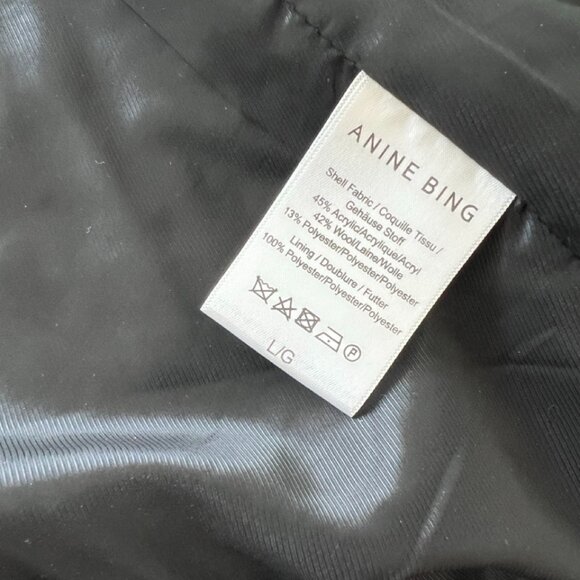 ANINE BING
Shell Fabric / Coquille Tissu /
Gehäusa Stoff
45% Acrylic/Acrylique/Acryl
42% Wool/Laine/Wolle
13% Polyester/Polyester/Polyester
Lining / Doublure / Futter
100% Polyester/Polyester/Polyester
P
L/G